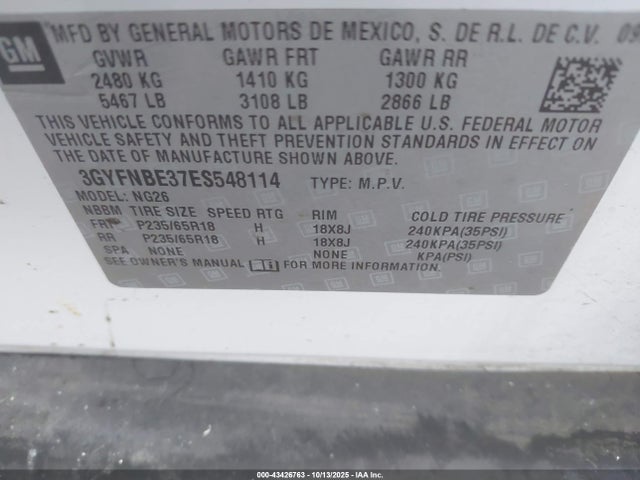 GM
MFD BY GENERAL MOTORS DE MEXICO, S. DE R.L. DE C.V. 09
GVWR GAWR FRT GAWR RR
2480 KG 1410 KG 1300 KG
5467 LB 3108 LB 2866 LB
THIS VEHICLE CONFORMS TO ALL APPLICABLE U.S. FEDERAL MOTOR
VEHICLE SAFETY AND THEFT PREVENTION STANDARDS IN EFFECT ON
THE DATE OF MANUFACTURE SHOWN ABOVE.
3GYFNBE37ES548114 TYPE: M.P.V.
MODEL: NG26
NBBM TIRE SIZE SPEED RTG RIM COLD TIRE PRESSURE
FRT P235/65R18 H 18X8J 240KPA(35PSI)
RR P235/65R18 H 18X8J 240KPA(35PSI)
SPA NONE NONE KPA(PSI)
SEE OWNER'S MANUAL FOR MORE INFORMATION.
000-43426763 - 10/13/2025 - IAA, Inc.